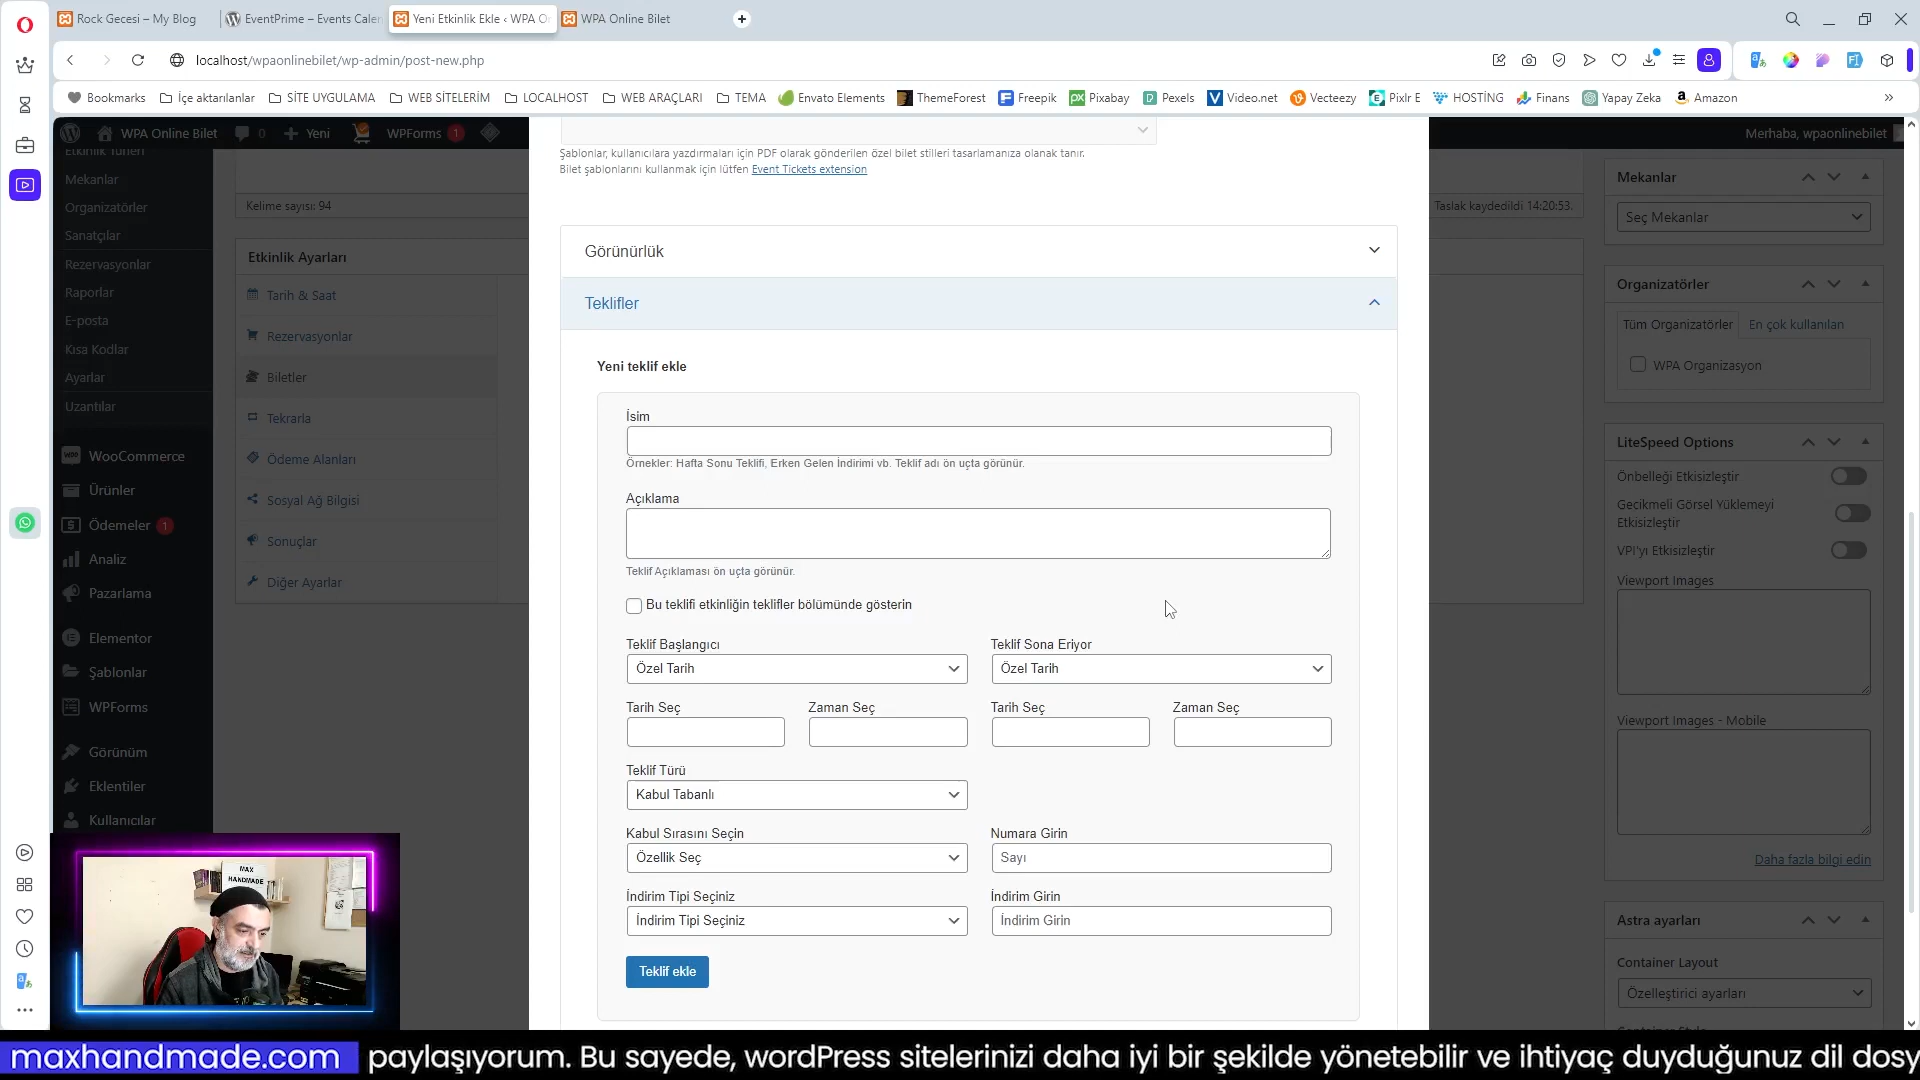 Rock Gecesi – My Blog
EventPrime – Events Calen
Yeni Etkinlik Ekle ‹ WPA O
WPA Online Bilet
localhost/wpaonlinebilet/wp-admin/post-new.php
Bookmarks
İçe aktarılanlar
SİTE UYGULAMA
WEB SİTELERİM
LOCALHOST
WEB ARAÇLARI
TEMA
Envato Elements
ThemeForest
Freepik
Pixabay
Pexels
Video.net
Vecteezy
Pixlr E
HOSTİNG
Finans
Yapay Zeka
Amazon
WPA Online Bilet
0
Yeni
WPForms 1
Merhaba, wpaonlinebilet
Etkinlik Türleri
Mekanlar
Organizatörler
Sanatçılar
Rezervasyonlar
Raporlar
E-posta
Kısa Kodlar
Ayarlar
Uzantılar
WooCommerce
Ürünler
Ödemeler 1
Analiz
Pazarlama
Elementor
Şablonlar
WPForms
Görünüm
Eklentiler
Kullanıcılar
Kelime sayısı: 94
Etkinlik Ayarları
Tarih & Saat
Rezervasyonlar
Biletler
Tekrarla
Ödeme Alanları
Sosyal Ağ Bilgisi
Sonuçlar
Diğer Ayarlar
Şablonlar, kullanıcılara yazdırmaları için PDF olarak gönderilen özel bilet stilleri tasarlamanıza olanak tanır.
Bilet şablonlarını kullanmak için lütfen Event Tickets extension
Görünürlük
Teklifler
Yeni teklif ekle
İsim
Örnekler: Hafta Sonu Teklifi, Erken Gelen İndirimi vb. Teklif adı ön uçta görünür.
Açıklama
Teklif Açıklaması ön uçta görünür.
Bu teklifi etkinliğin teklifler bölümünde gösterin
Teklif Başlangıcı
Teklif Sona Eriyor
Özel Tarih
Özel Tarih
Tarih Seç
Zaman Seç
Tarih Seç
Zaman Seç
Teklif Türü
Kabul Tabanlı
Kabul Sırasını Seçin
Numara Girin
Özellik Seç
Sayı
İndirim Tipi Seçiniz
İndirim Girin
İndirim Tipi Seçiniz
İndirim Girin
Teklif ekle
Taslak kaydedildi 14:20:53.
Mekanlar
Seç Mekanlar
Organizatörler
Tüm Organizatörler
En çok kullanılan
WPA Organizasyon
LiteSpeed Options
Önbelleği Etkisizleştir
Gecikmeli Görsel Yüklemeyi
Etkisizleştir
VPI'yı Etkisizleştir
Viewport Images
Viewport Images - Mobile
Daha fazla bilgi edin
Astra ayarları
Container Layout
Özelleştirici ayarları
MAX
HANDMADE
maxhandmade.com
paylaşıyorum. Bu sayede, wordPress sitelerinizi daha iyi bir şekilde yönetebilir ve ihtiyaç duyduğunuz dil dosy